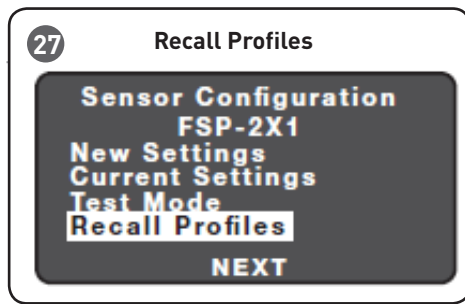 27
Recall Profiles
Sensor Configuration
FSP-2X1
New Settings
Current Settings
Test Mode
Recall Profiles
NEXT